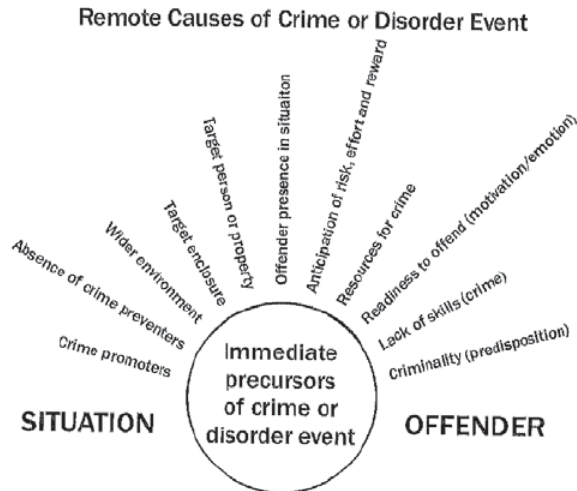 Remote Causes of Crime or Disorder Event
Crime promoters
Absence of crime preventers
Wider environment
Target enclosure
Target person or property
Offender presence in situaiton
Anticipation of risk, effort and reward
Resources for crime
Readiness to offend (motivation/emotion)
Lack of skills (crime)
Criminality (predisposition)
Immediate
precursors
of crime or
disorder event
SITUATION
OFFENDER